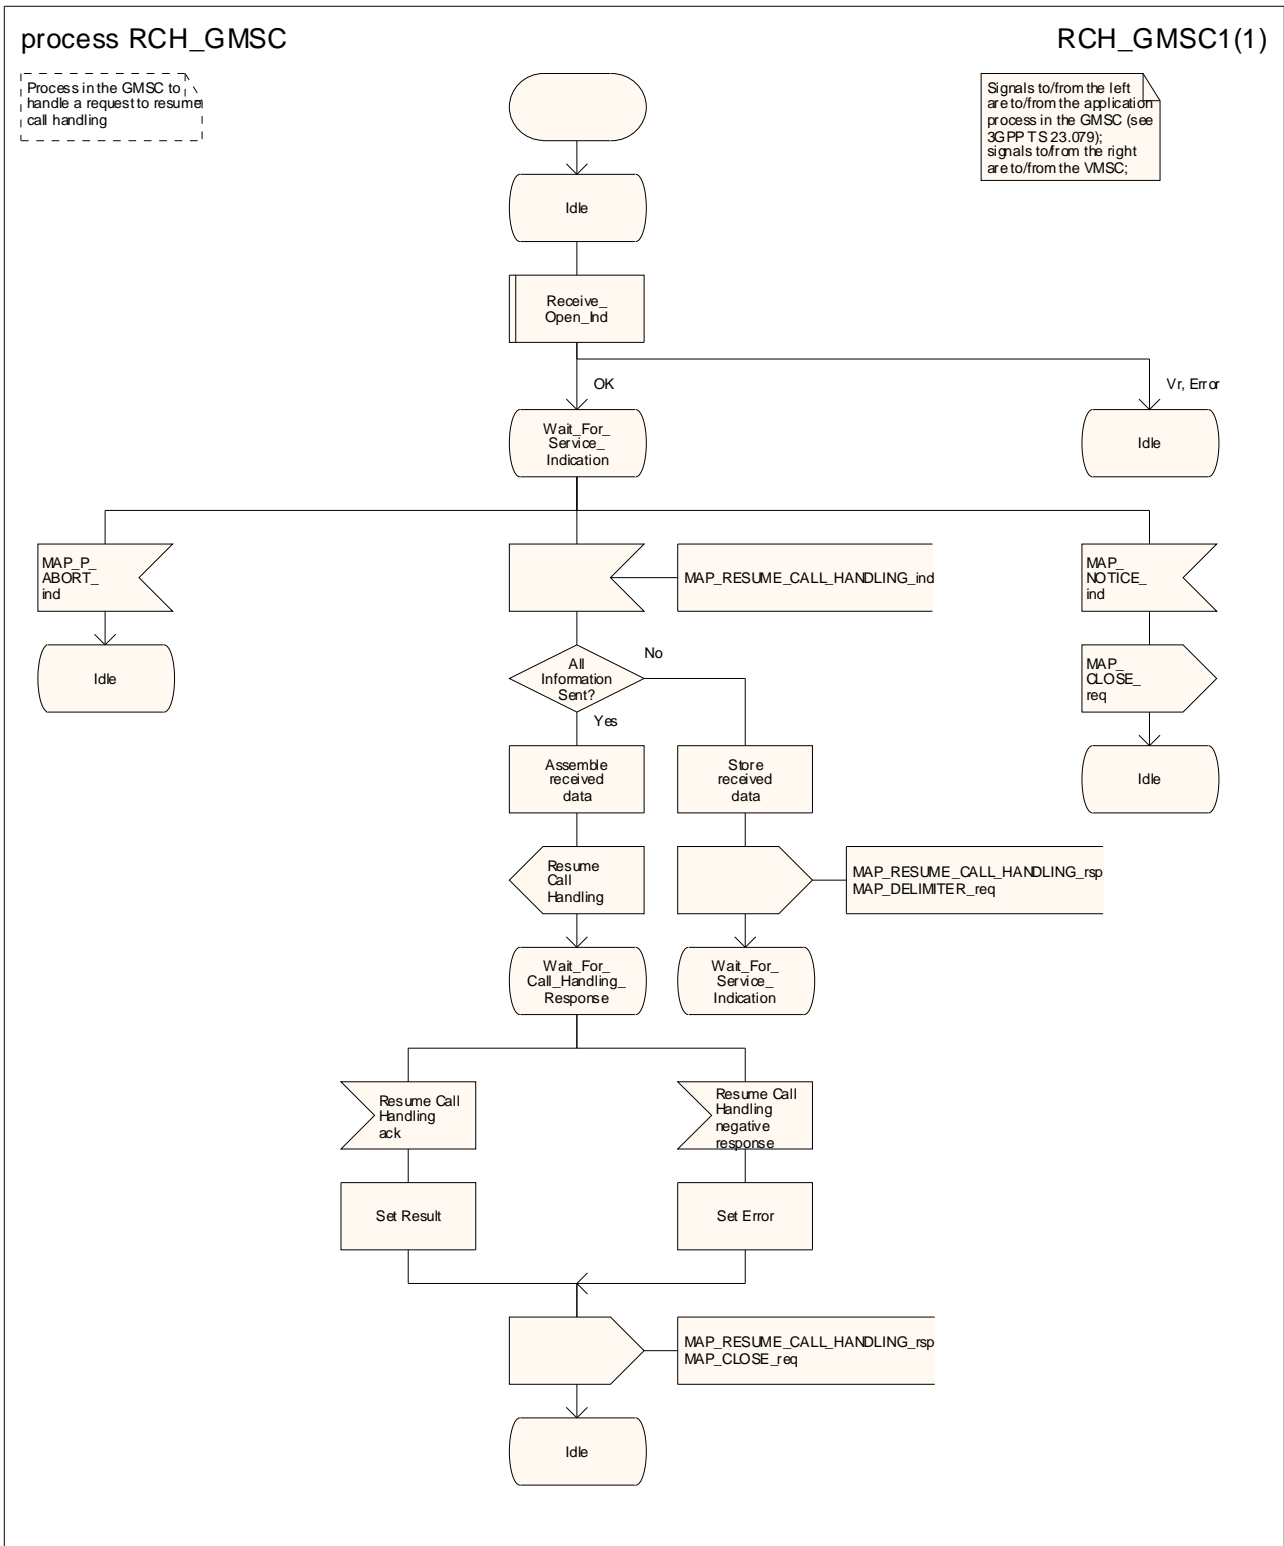 process RCH_GMSC
RCH_GMSC1(1)
Process in the GMSC to
handle a request to resume
call handling
Signals to/from the left
are to/from the application
process in the GMSC (see
3GPP TS 23.079);
signals to/from the right
are to/from the VMSC;
Idle
Receive_
Open_Ind
OK
Vr, Error
Wait_For_
Service_
Indication
Idle
MAP_P_
ABORT_
ind
MAP_RESUME_CALL_HANDLING_ind
MAP_
NOTICE_
ind
Idle
All
Information
Sent?
No
Yes
MAP_
CLOSE_
req
Assemble
received
data
Store
received
data
Idle
Resume
Call
Handling
MAP_RESUME_CALL_HANDLING_rsp
MAP_DELIMITER_req
Wait_For_
Call_Handling_
Response
Wait_For_
Service_
Indication
Resume Call
Handling
ack
Resume Call
Handling
negative
response
Set Result
Set Error
MAP_RESUME_CALL_HANDLING_rsp
MAP_CLOSE_req
Idle